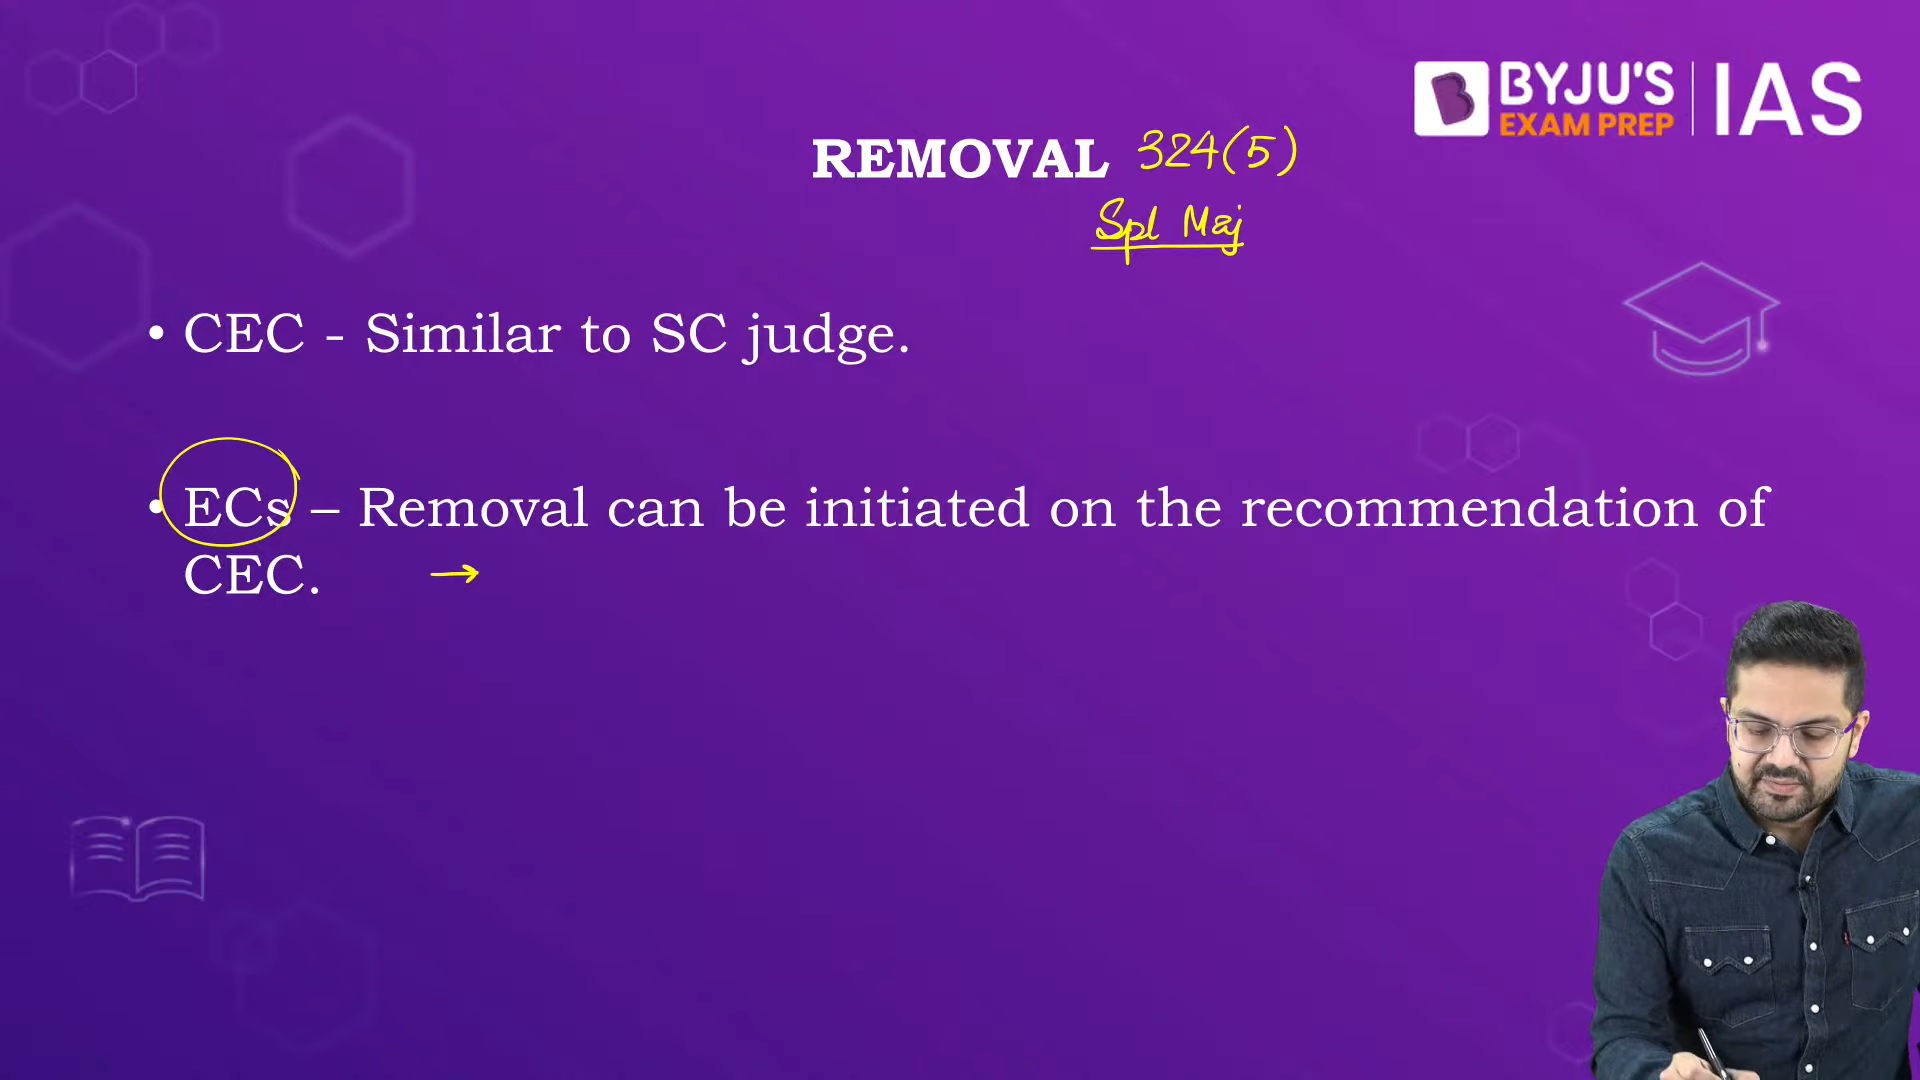 BYJU'S
EXAM PREP
IAS
REMOVAL 324(5)
Spl Maj
• CEC - Similar to SC judge.
• ECs – Removal can be initiated on the recommendation of
CEC. →